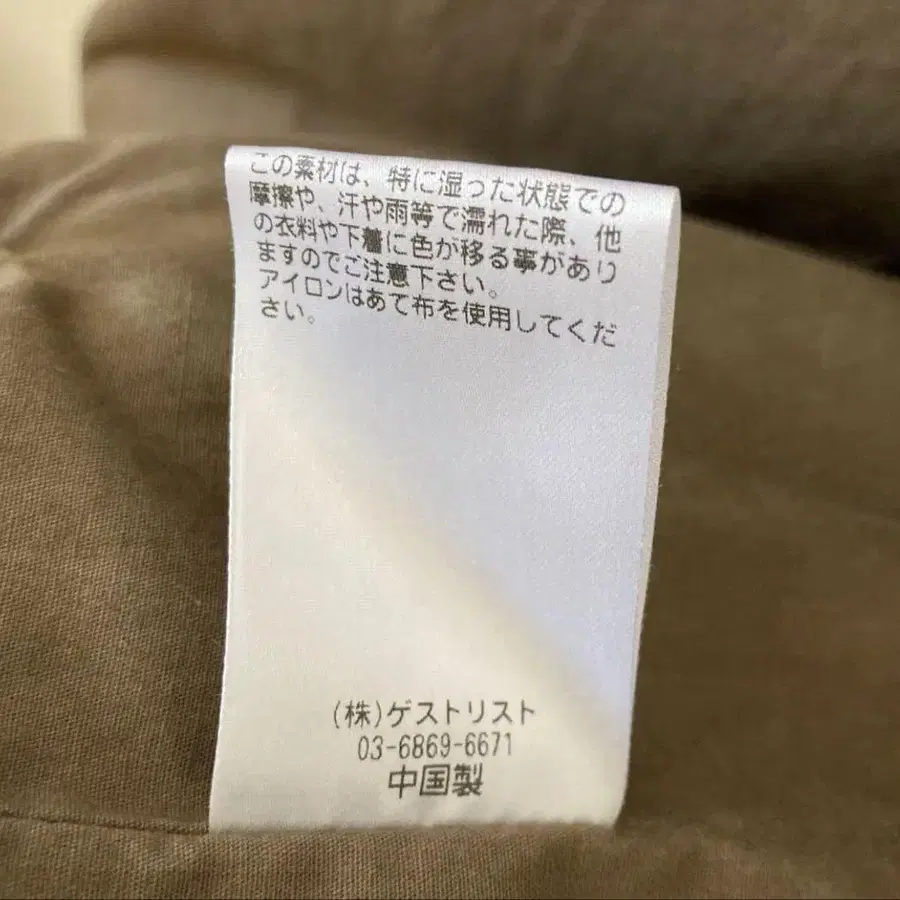 この素材は、特に湿った状態での
摩擦や、汗や雨等で濡れた際、他
の衣料や下着に色が移る事があり
ますのでご注意下さい。
アイロンはあて布を使用してくだ
さい。
(株)ゲストリスト
03-6869-6671
中国製